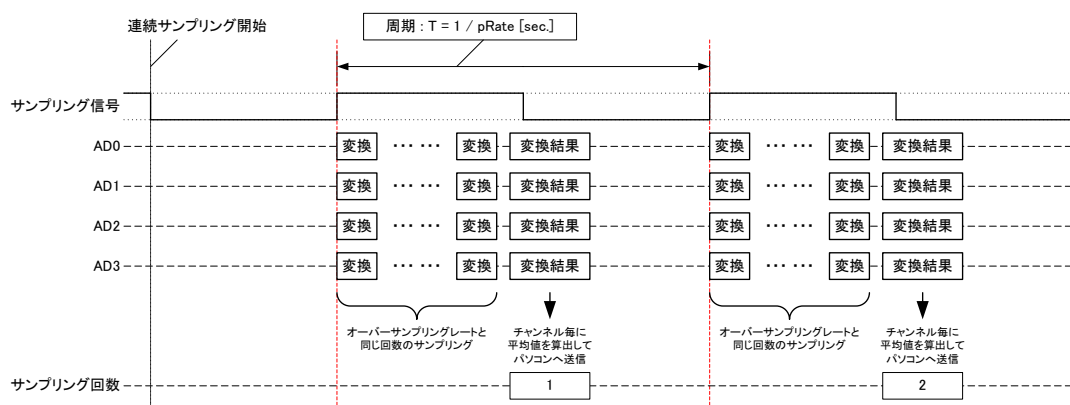 連続サンプリング開始
周期 : T = 1 / pRate [sec.]
サンプリング信号
AD0 変換 ‥‥ ‥‥ 変換 変換結果 変換 ‥‥ ‥‥ 変換 変換結果
AD1 変換 ‥‥ ‥‥ 変換 変換結果 変換 ‥‥ ‥‥ 変換 変換結果
AD2 変換 ‥‥ ‥‥ 変換 変換結果 変換 ‥‥ ‥‥ 変換 変換結果
AD3 変換 ‥‥ ‥‥ 変換 変換結果 変換 ‥‥ ‥‥ 変換 変換結果
オーバーサンプリングレートと
同じ回数のサンプリング
チャンネル毎に
平均値を算出して
パソコンへ送信
オーバーサンプリングレートと
同じ回数のサンプリング
チャンネル毎に
平均値を算出して
パソコンへ送信
サンプリング回数 1 2